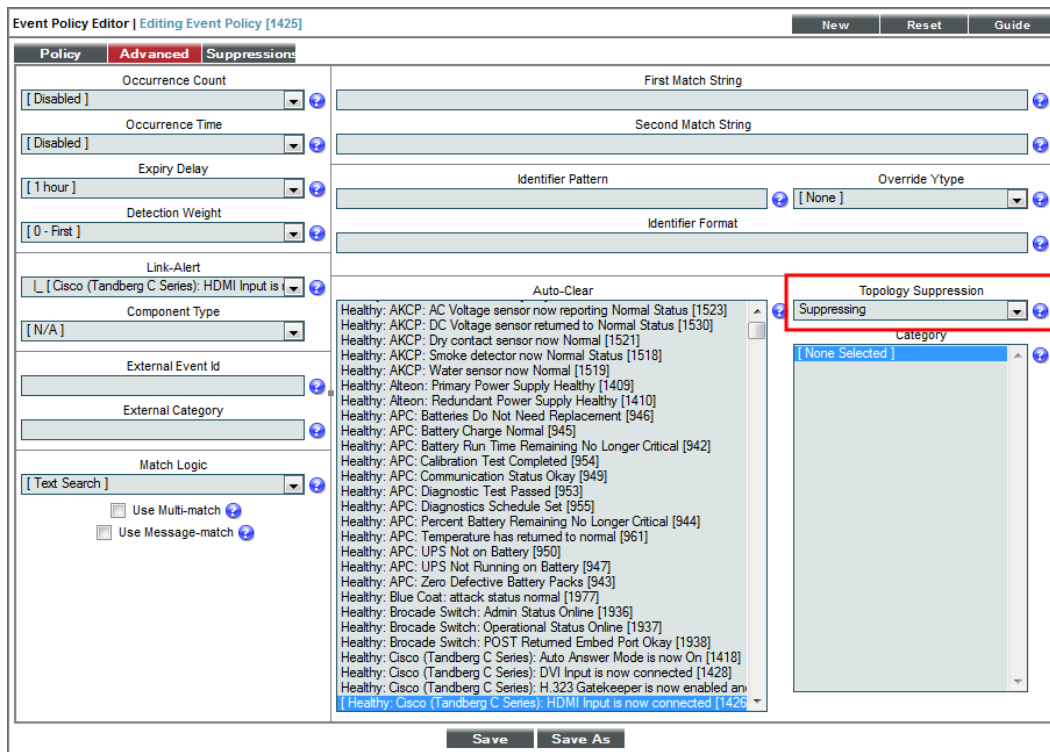 Event Policy Editor | Editing Event Policy [1425]
New
Reset
Guide
Policy
Advanced
Suppressions
Occurrence Count
[ Disabled ]
Occurrence Time
[ Disabled ]
Expiry Delay
[ 1 hour ]
Detection Weight
[ 0 - First ]
Link-Alert
|_ [ Cisco (Tandberg C Series): HDMI Input is
Component Type
[ N/A ]
External Event Id
External Category
Match Logic
[ Text Search ]
Use Multi-match
Use Message-match
First Match String
Second Match String
Identifier Pattern
Override Ytype
[ None ]
Identifier Format
Auto-Clear
Healthy: AKCP: AC Voltage sensor now reporting Normal Status [1523]
Healthy: AKCP: DC Voltage sensor returned to Normal Status [1530]
Healthy: AKCP: Dry contact sensor now Normal [1521]
Healthy: AKCP: Smoke detector now Normal Status [1518]
Healthy: AKCP: Water sensor now Normal [1519]
Healthy: Alteon: Primary Power Supply Healthy [1409]
Healthy: Alteon: Redundant Power Supply Healthy [1410]
Healthy: APC: Batteries Do Not Need Replacement [946]
Healthy: APC: Battery Charge Normal [945]
Healthy: APC: Battery Run Time Remaining No Longer Critical [942]
Healthy: APC: Calibration Test Completed [954]
Healthy: APC: Communication Status Okay [949]
Healthy: APC: Diagnostic Test Passed [953]
Healthy: APC: Diagnostics Schedule Set [955]
Healthy: APC: Percent Battery Remaining No Longer Critical [944]
Healthy: APC: Temperature has returned to normal [961]
Healthy: APC: UPS Not on Battery [950]
Healthy: APC: UPS Not Running on Battery [947]
Healthy: APC: Zero Defective Battery Packs [943]
Healthy: Blue Coat: attack status normal [1977]
Healthy: Brocade Switch: Admin Status Online [1936]
Healthy: Brocade Switch: Operational Status Online [1937]
Healthy: Brocade Switch: POST Returned Embed Port Okay [1938]
Healthy: Cisco (Tandberg C Series): Auto Answer Mode is now On [1418]
Healthy: Cisco (Tandberg C Series): DVI Input is now connected [1428]
Healthy: Cisco (Tandberg C Series): H.323 Gatekeeper is now enabled an
[ Healthy: Cisco (Tandberg C Series): HDMI Input is now connected [1426
Topology Suppression
Suppressing
Category
[ None Selected ]
Save
Save As